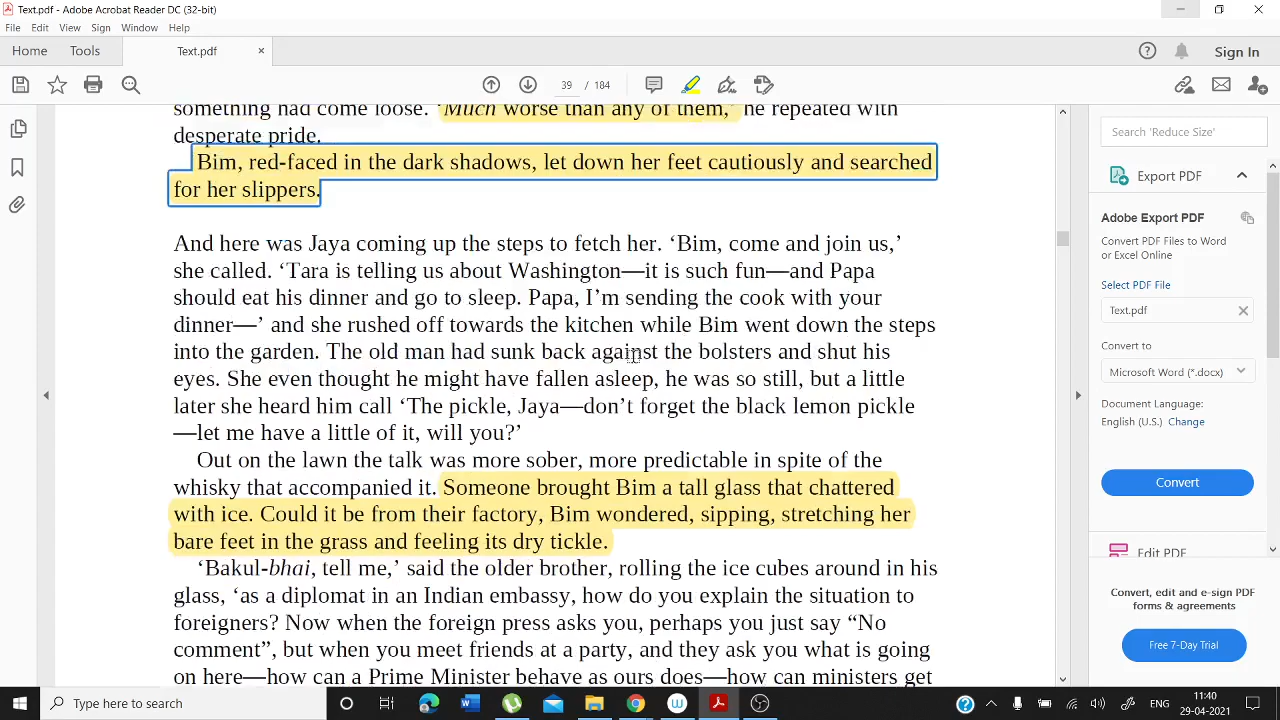 Text.pdf - Adobe Acrobat Reader DC (32-bit)
File Edit View Sign Window Help
Home Tools Text.pdf × Sign In
39 / 184
something had come loose. ‘Much worse than any of them,’ he repeated with
desperate pride.
Bim, red-faced in the dark shadows, let down her feet cautiously and searched
for her slippers.
And here was Jaya coming up the steps to fetch her. ‘Bim, come and join us,’
she called. ‘Tara is telling us about Washington—it is such fun—and Papa
should eat his dinner and go to sleep. Papa, I’m sending the cook with your
dinner—’ and she rushed off towards the kitchen while Bim went down the steps
into the garden. The old man had sunk back against the bolsters and shut his
eyes. She even thought he might have fallen asleep, he was so still, but a little
later she heard him call ‘The pickle, Jaya—don’t forget the black lemon pickle
—let me have a little of it, will you?’
Out on the lawn the talk was more sober, more predictable in spite of the
whisky that accompanied it. Someone brought Bim a tall glass that chattered
with ice. Could it be from their factory, Bim wondered, sipping, stretching her
bare feet in the grass and feeling its dry tickle.
‘Bakul-bhai, tell me,’ said the older brother, rolling the ice cubes around in his
glass, ‘as a diplomat in an Indian embassy, how do you explain the situation to
foreigners? Now when the foreign press asks you, perhaps you just say “No
comment”, but when you meet friends at a party, and they ask you what is going
on here—how can a Prime Minister behave as ours does—how can ministers get
Search 'Reduce Size'
Export PDF
Adobe Export PDF
Convert PDF Files to Word
or Excel Online
Select PDF File
Text.pdf
Convert to
Microsoft Word (*.docx)
Document Language:
English (U.S.) Change
Convert
Edit PDF
Convert, edit and e-sign PDF
forms & agreements
Free 7-Day Trial
Type here to search
ENG
11:40
29-04-2021